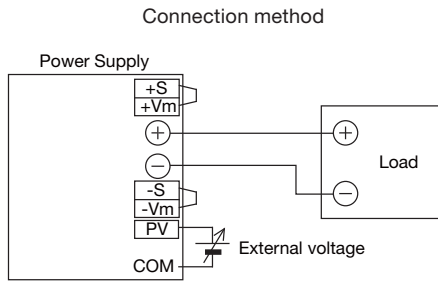 Connection method
Power Supply
+S
+Vm
+
+
Load
−
−
-S
-Vm
PV
External voltage
COM